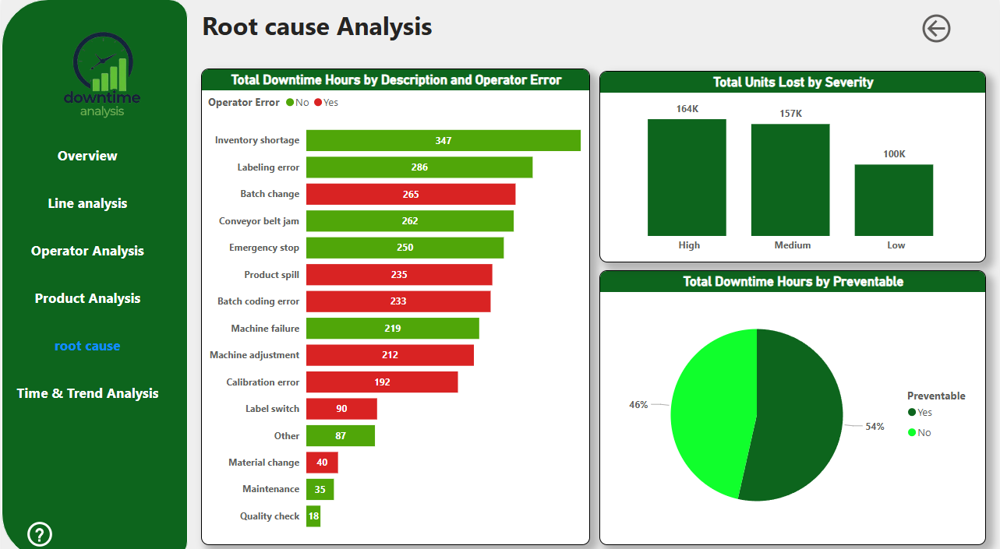 downtime
analysis
Overview
Line analysis
Operator Analysis
Product Analysis
root cause
Time & Trend Analysis
?
Root cause Analysis
Total Downtime Hours by Description and Operator Error
Operator Error No Yes
Inventory shortage 347
Labeling error 286
Batch change 265
Conveyor belt jam 262
Emergency stop 250
Product spill 235
Batch coding error 233
Machine failure 219
Machine adjustment 212
Calibration error 192
Label switch 90
Other 87
Material change 40
Maintenance 35
Quality check 18
Total Units Lost by Severity
164K
157K
100K
High Medium Low
Total Downtime Hours by Preventable
46%
54%
Preventable
Yes
No